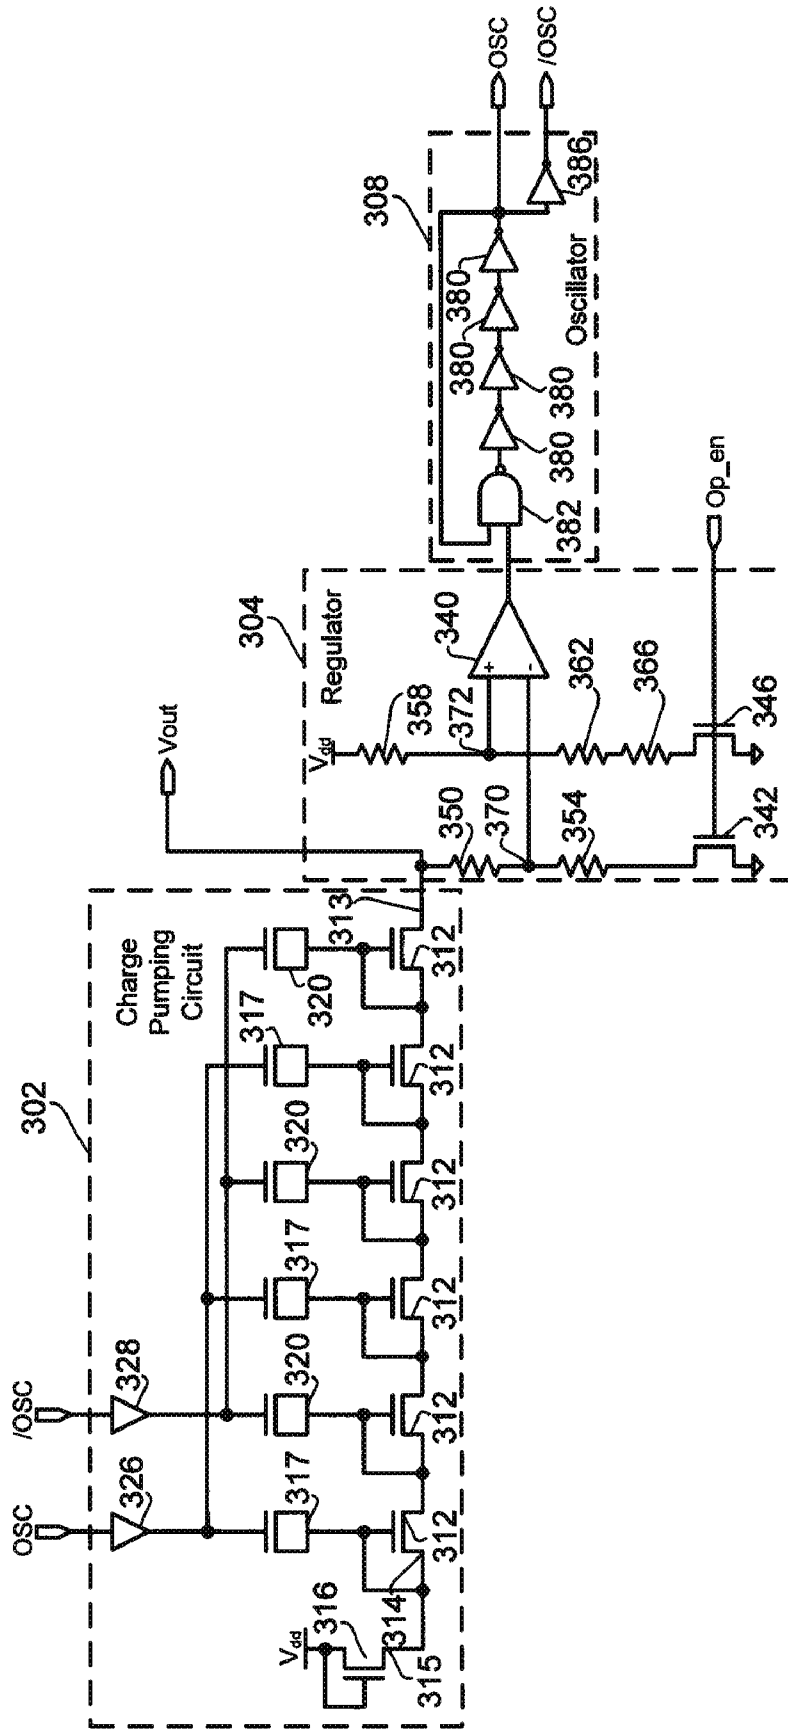 302
OSC
/OSC
326
328
Charge
Pumping
Circuit
317
320
317
320
317
320
Vdd
316
315
314
312
312
312
312
312
312
313
Vout
304
Regulator
Vdd
358
372
350
370
354
362
366
340
342
346
Op_en
308
Oscillator
382
380
380
380
380
386
OSC
/OSC